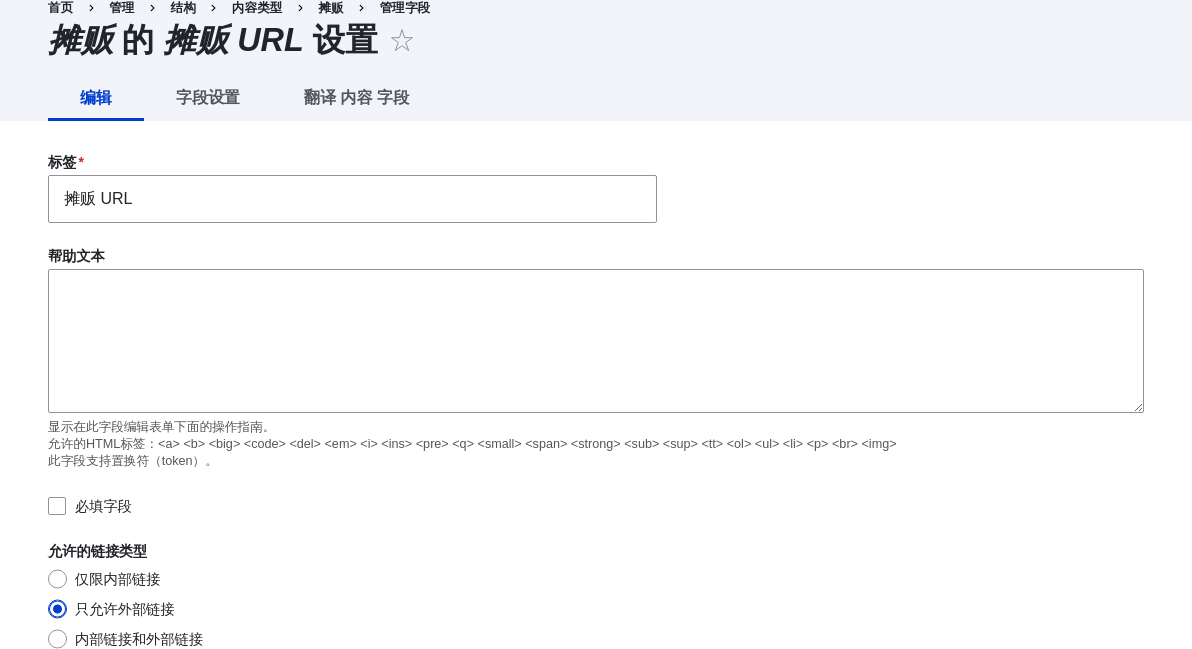 首页 › 管理 › 结构 › 内容类型 › 摊贩 › 管理字段
摊贩 的 摊贩 URL 设置
编辑 字段设置 翻译 内容 字段
标签*
摊贩 URL
帮助文本
显示在此字段编辑表单下面的操作指南。
允许的HTML标签：<a> <b> <big> <code> <del> <em> <i> <ins> <pre> <q> <small> <span> <strong> <sub> <sup> <tt> <ol> <ul> <li> <p> <br> <img>
此字段支持置换符（token）。
必填字段
允许的链接类型
仅限内部链接
只允许外部链接
内部链接和外部链接